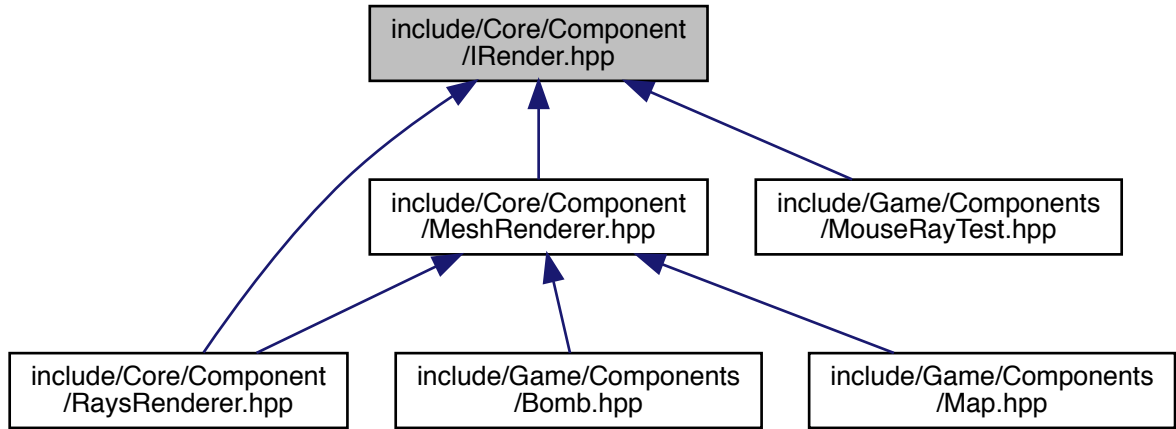 include/Core/Component
/IRender.hpp
include/Core/Component
/MeshRenderer.hpp
include/Game/Components
/MouseRayTest.hpp
include/Core/Component
/RaysRenderer.hpp
include/Game/Components
/Bomb.hpp
include/Game/Components
/Map.hpp